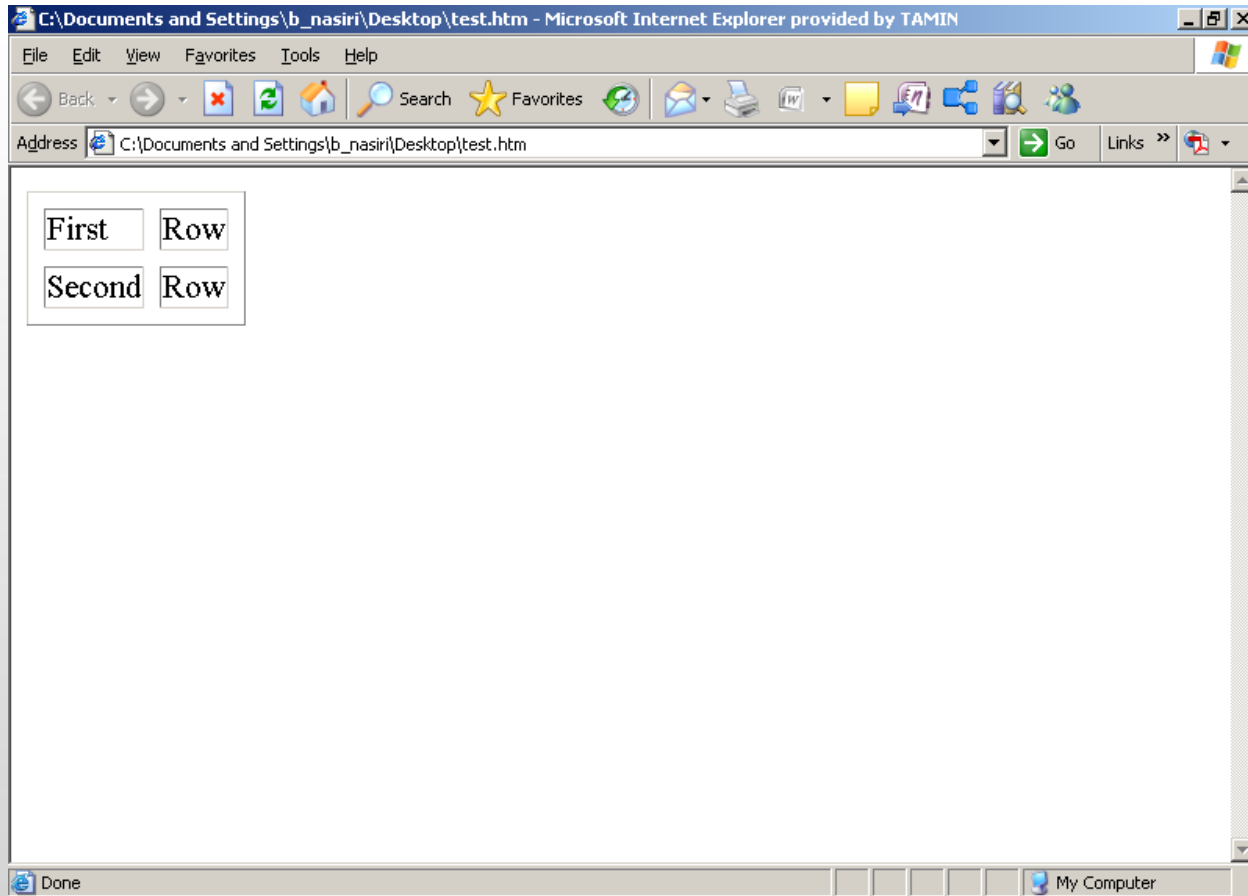 C:\Documents and Settings\b_nasiri\Desktop\test.htm - Microsoft Internet Explorer provided by TAMIN
File Edit View Favorites Tools Help
Back Search Favorites
Address C:\Documents and Settings\b_nasiri\Desktop\test.htm Go Links »
First Row
Second Row
Done My Computer